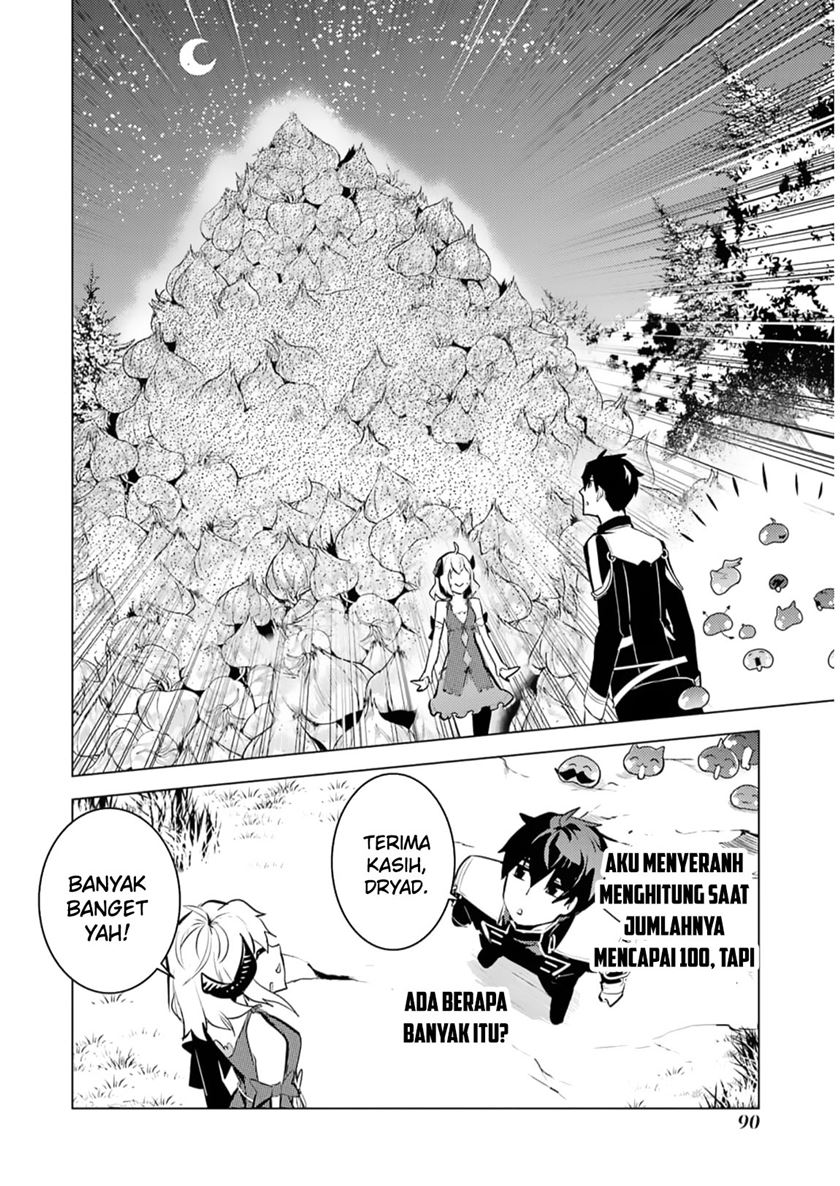 AKU MENYERANH
MENGHITUNG SAAT
JUMLAHNYA
MENCAPAI 100, TAPI
TERIMA
KASIH,
DRYAD.
ADA BERAPA
BANYAK ITU?
BANYAK
BANGET
YAH!
90